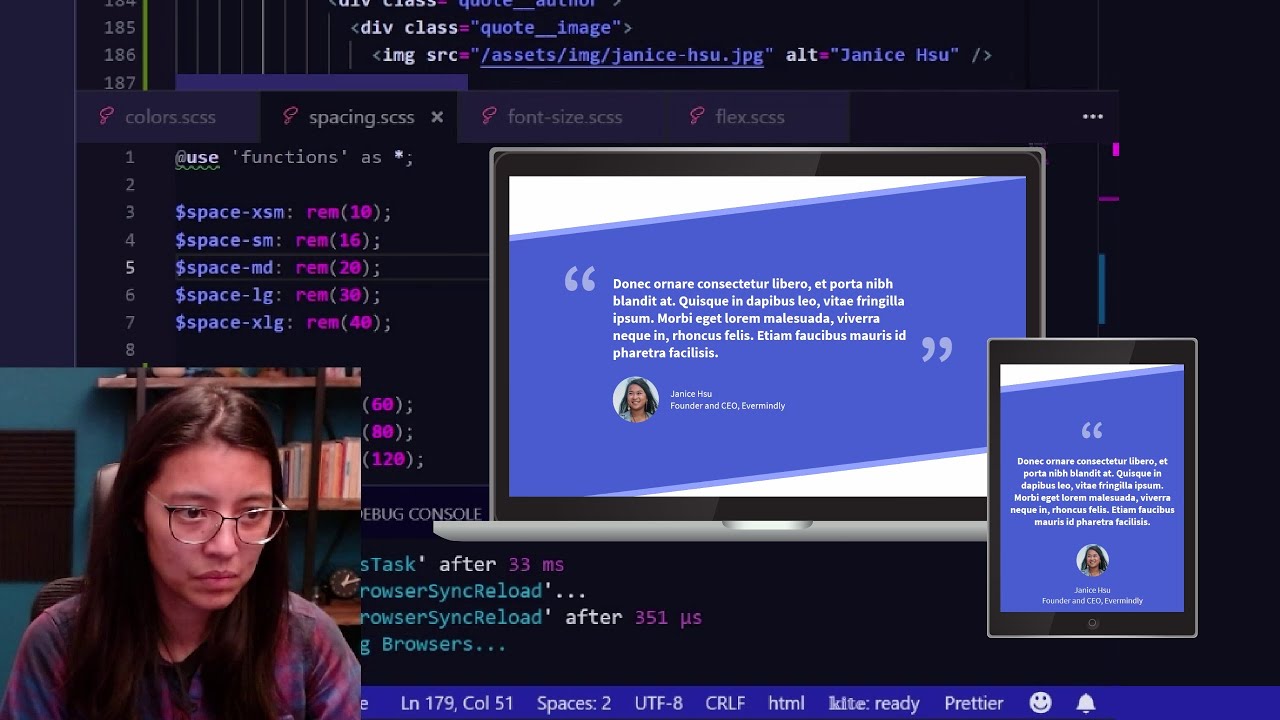 184 <div class="quote__author">
185 <div class="quote__image">
186 <img src="/assets/img/janice-hsu.jpg" alt="Janice Hsu" />
187
colors.scss spacing.scss × font-size.scss flex.scss ...
1 @use 'functions' as *;
2
3 $space-xsm: rem(10);
4 $space-sm: rem(16);
5 $space-md: rem(20);
6 $space-lg: rem(30);
7 $space-xlg: rem(40);
8
(60);
(80);
(120);
“
Donec ornare consectetur libero, et porta nibh
blandit at. Quisque in dapibus leo, vitae fringilla
ipsum. Morbi eget lorem malesuada, viverra
neque in, rhoncus felis. Etiam faucibus mauris id
pharetra facilisis.
”
Janice Hsu
Founder and CEO, Evermindly
“
Donec ornare consectetur libero, et
porta nibh blandit at. Quisque in
dapibus leo, vitae fringilla ipsum.
Morbi eget lorem malesuada, viverra
neque in, rhoncus felis. Etiam faucibus
mauris id pharetra facilisis.
Janice Hsu
Founder and CEO, Evermindly
EBUG CONSOLE
sTask' after 33 ms
rowserSyncReload'...
rowserSyncReload' after 351 μs
g Browsers...
e Ln 179, Col 51 Spaces: 2 UTF-8 CRLF html kite: ready Prettier